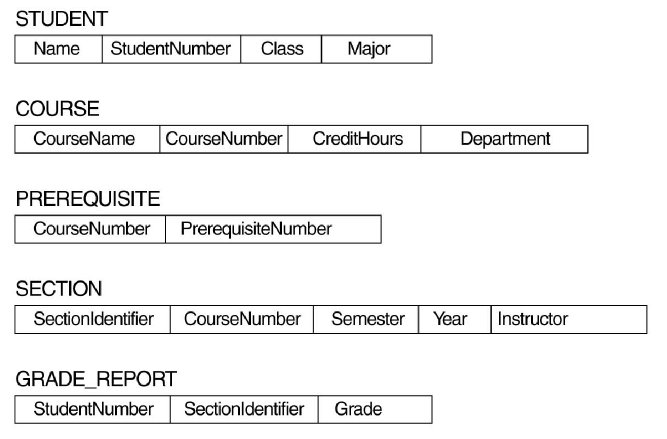 STUDENT
Name StudentNumber Class Major
COURSE
CourseName CourseNumber CreditHours Department
PREREQUISITE
CourseNumber PrerequisiteNumber
SECTION
SectionIdentifier CourseNumber Semester Year Instructor
GRADE_REPORT
StudentNumber SectionIdentifier Grade